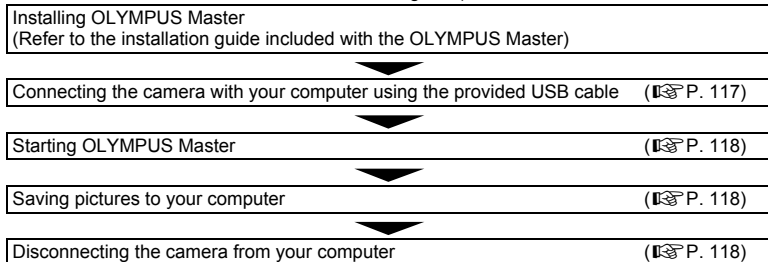 Installing OLYMPUS Master
(Refer to the installation guide included with the OLYMPUS Master)
Connecting the camera with your computer using the provided USB cable (☞P. 117)
Starting OLYMPUS Master (☞P. 118)
Saving pictures to your computer (☞P. 118)
Disconnecting the camera from your computer (☞P. 118)